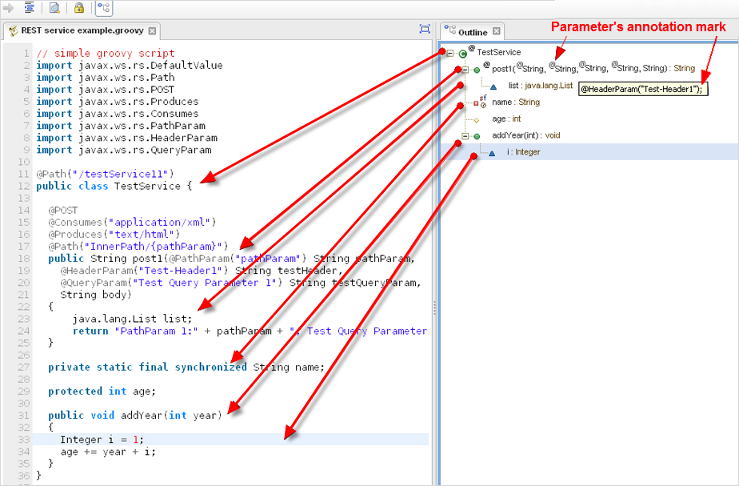 REST service example.groovy
Outline
Parameter's annotation mark
1 // simple groovy script
2 import javax.ws.rs.DefaultValue
3 import javax.ws.rs.Path
4 import javax.ws.rs.POST
5 import javax.ws.rs.Produces
6 import javax.ws.rs.Consumes
7 import javax.ws.rs.PathParam
8 import javax.ws.rs.HeaderParam
9 import javax.ws.rs.QueryParam
10
11 @Path("/testService11")
12 public class TestService {
13
14 @POST
15 @Consumes("application/xml")
16 @Produces("text/html")
17 @Path("InnerPath/{pathParam}")
18 public String post1(@PathParam("pathParam") String pathParam,
19 @HeaderParam("Test-Header1") String testHeader,
20 @QueryParam("Test Query Parameter 1") String testQueryParam,
21 String body)
22 {
23 java.lang.List list;
24 return "PathParam 1:" + pathParam + "; Test Query Parameter
25 }
26
27 private static final synchronized String name;
28
29 protected int age;
30
31 public void addYear(int year)
32 {
33 Integer i = 1;
34 age += year + i;
35 }
36 }
@ TestService
@ post1(@String, @String, @String, @String, String) : String
list : java.lang.List
@HeaderParam("Test-Header1");
sf name : String
age : int
addYear(int) : void
i : Integer